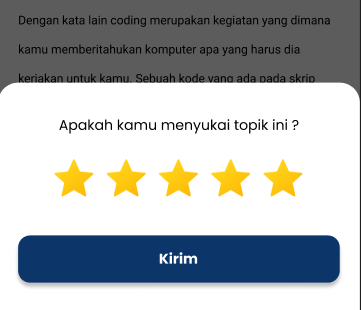 Dengan kata lain coding merupakan kegiatan yang dimana
kamu memberitahukan komputer apa yang harus dia
kerjakan untuk kamu. Sebuah kode yang ada pada skrip
Apakah kamu menyukai topik ini ?
Kirim